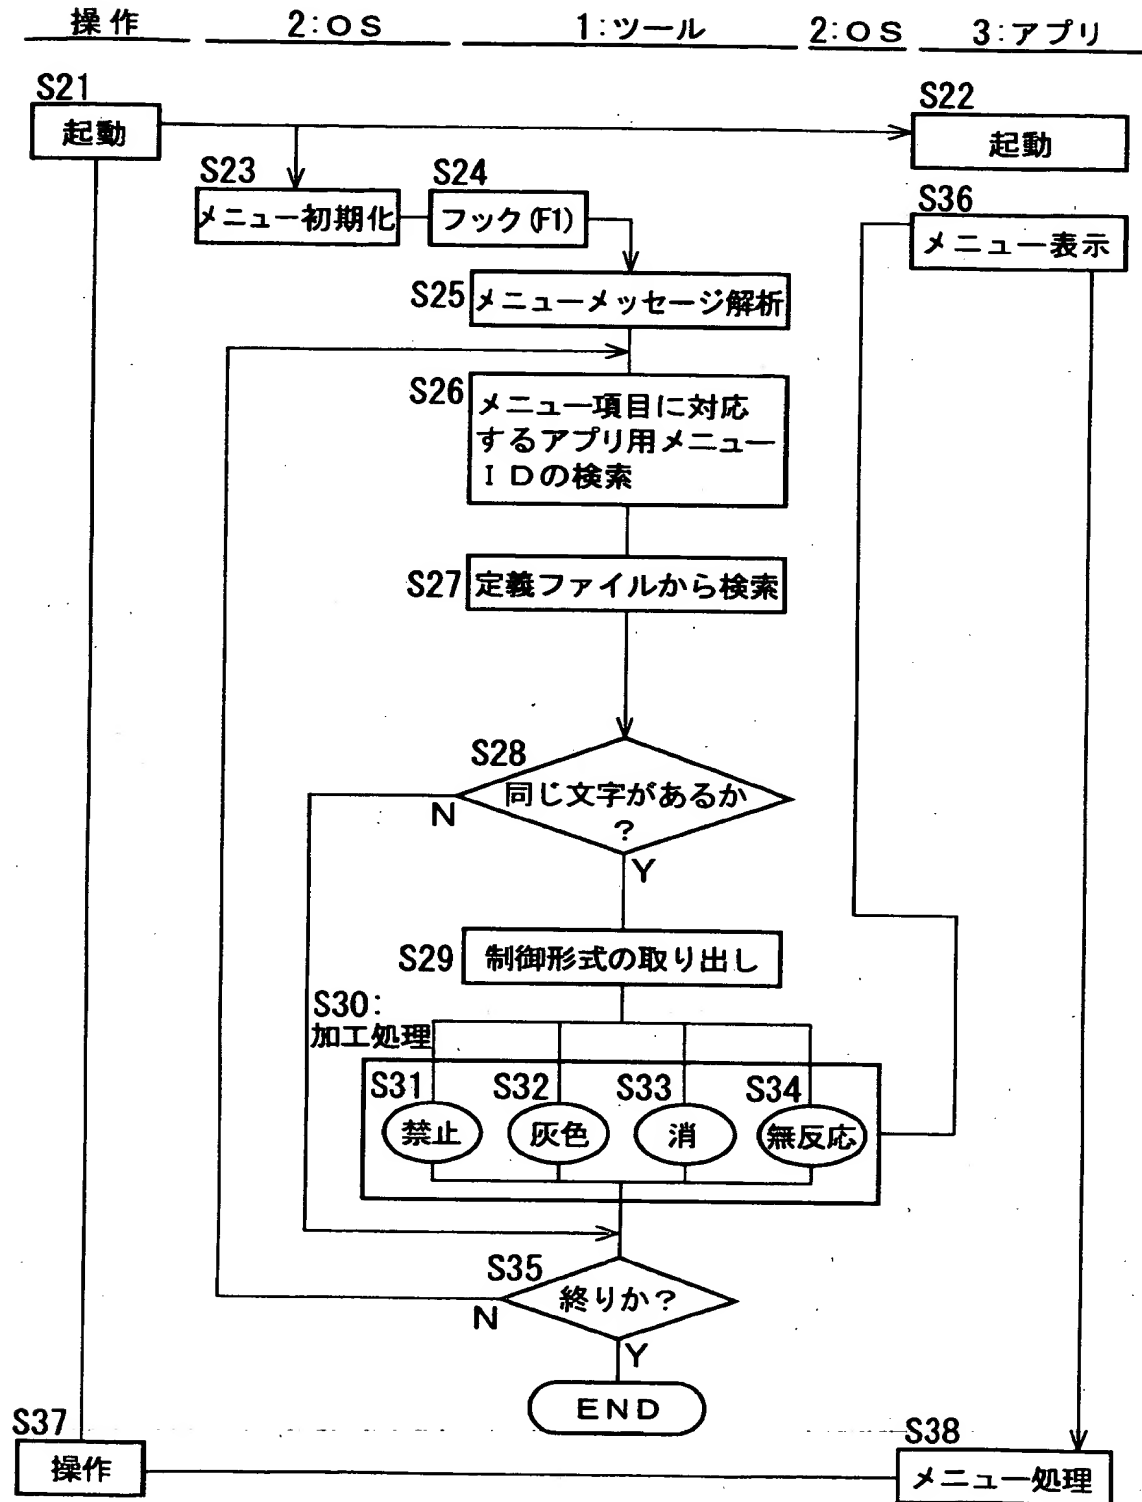 操作
2:OS
1:ツール
2:OS
3:アプリ
S21
起動
S22
起動
S23
メニュー初期化
S24
フック(F1)
S36
メニュー表示
S25
メニューメッセージ解析
S26
メニュー項目に対応
するアプリ用メニュー
IDの検索
S27
定義ファイルから検索
S28
同じ文字があるか
?
N
Y
S29
制御形式の取り出し
S30:
加工処理
S31
禁止
S32
灰色
S33
消
S34
無反応
S35
終りか?
N
Y
END
S37
操作
S38
メニュー処理